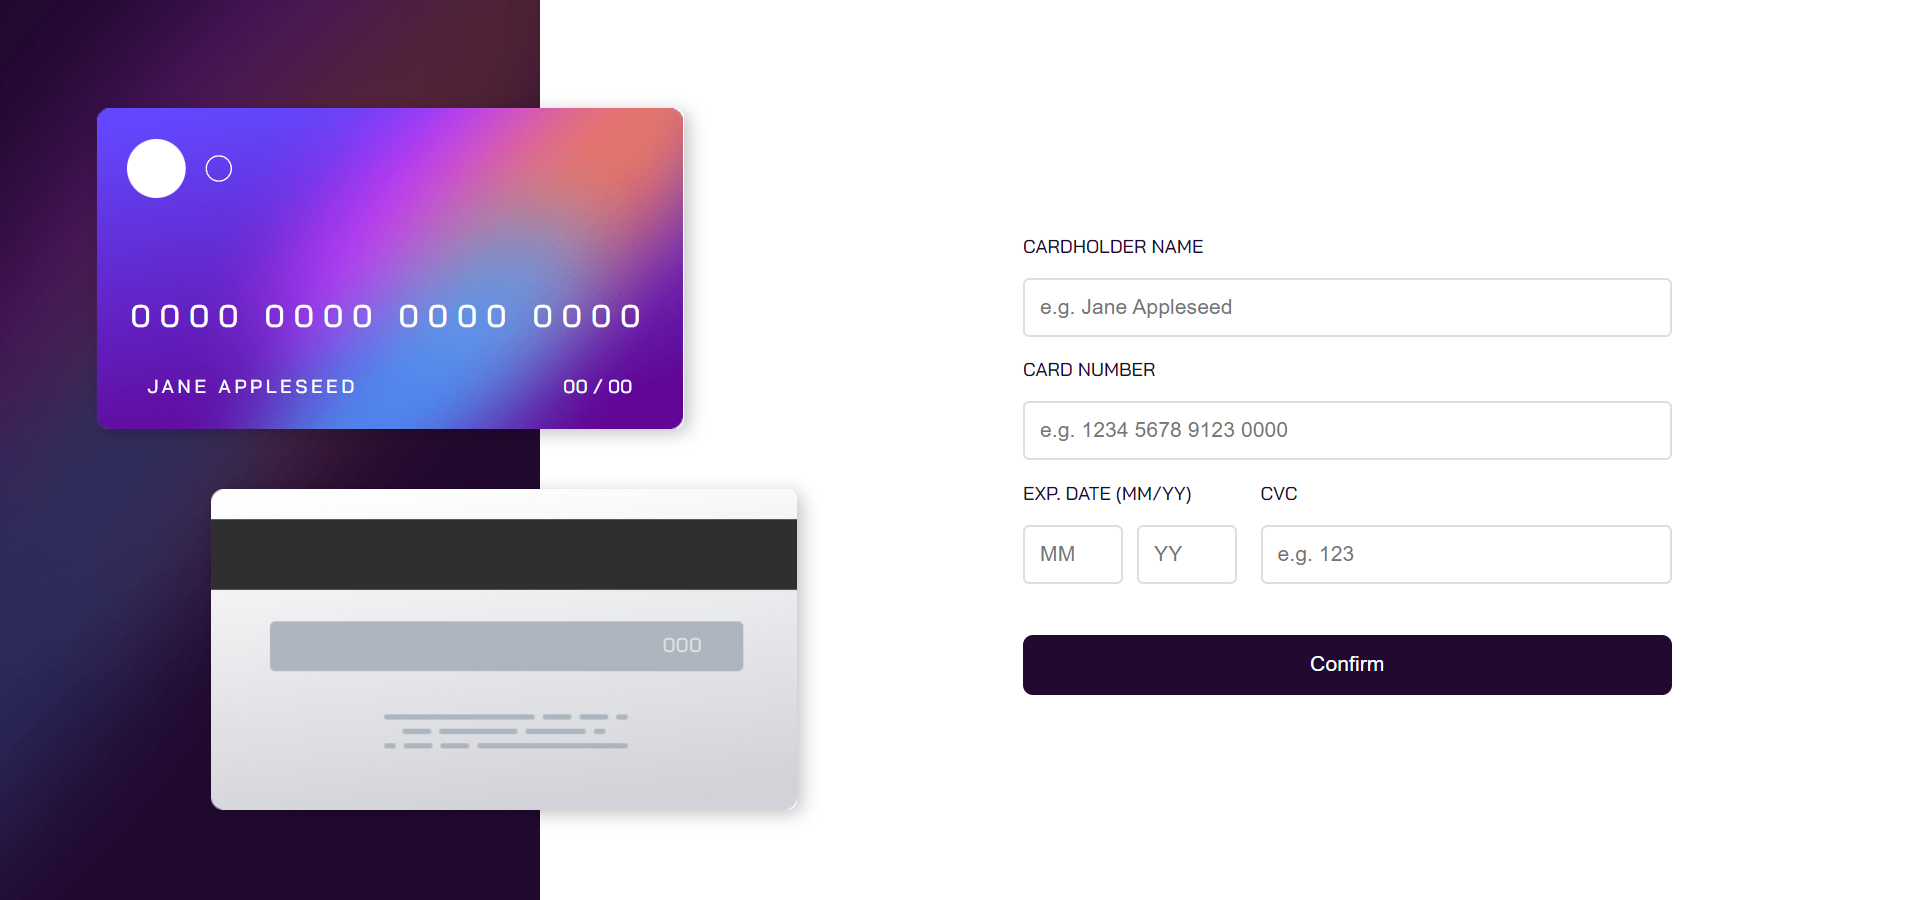 0000 0000 0000 0000
JANE APPLESEED 00/00
000
CARDHOLDER NAME
e.g. Jane Appleseed
CARD NUMBER
e.g. 1234 5678 9123 0000
EXP. DATE (MM/YY) CVC
MM YY e.g. 123
Confirm